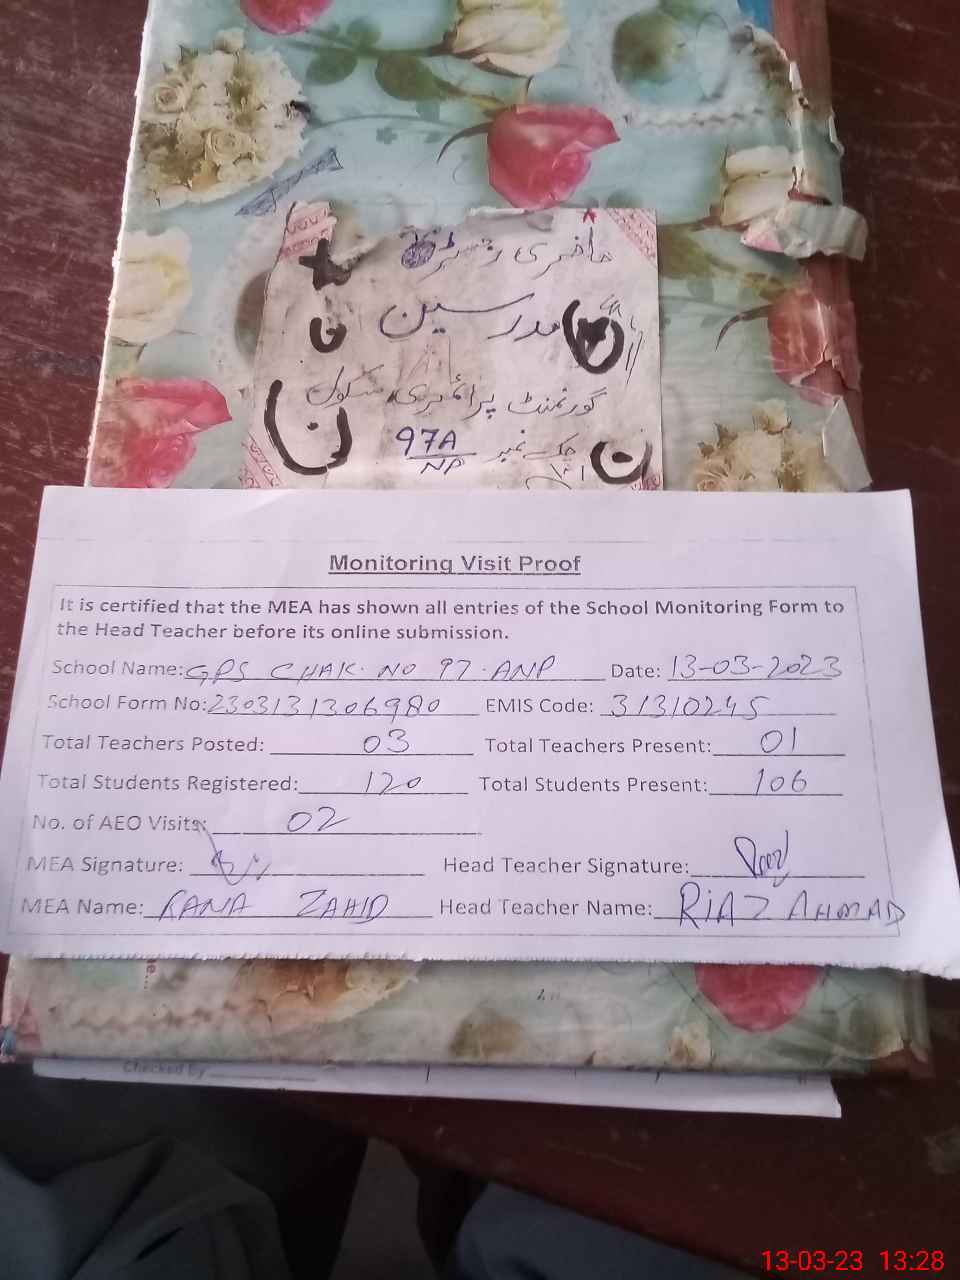 حاضری رجسٹر
مدرسین
گورنمنٹ پرائمری سکول
چک نمبر 97A/NP
Monitoring Visit Proof
It is certified that the MEA has shown all entries of the School Monitoring Form to
the Head Teacher before its online submission.
School Name: GPS CHAK. NO 97. ANP Date: 13-03-2023
School Form No: 2303131306980 EMIS Code: 31310245
Total Teachers Posted: 03 Total Teachers Present: 01
Total Students Registered: 120 Total Students Present: 106
No. of AEO Visits: 02
MEA Signature: Head Teacher Signature:
MEA Name: RANA ZAHID Head Teacher Name: RIAZ AHMAD
Checked By
13-03-23 13:28